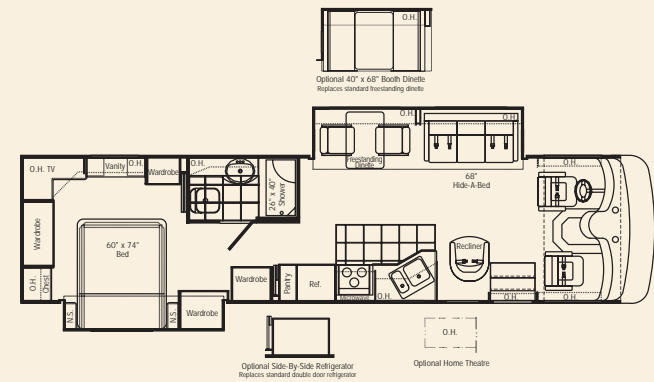 O.H.
Optional 40" x 68" Booth Dinette
Replaces standard freestanding dinette
O.H.
O.H.
Freestanding
Dinette
68"
Hide-A-Bed
O.H. TV
Vanity
O.H.
Wardrobe
O.H.
26" x 40"
Shower
O.H.
Wardrobe
60" x 74"
Bed
Recliner
O.H.
Chest
Wardrobe
Pantry
Ref.
Microwave
O.H.
O.H.
O.H.
N.S.
N.S.
Wardrobe
O.H.
Optional Side-By-Side Refrigerator
Replaces standard double door refrigerator
Optional Home Theatre